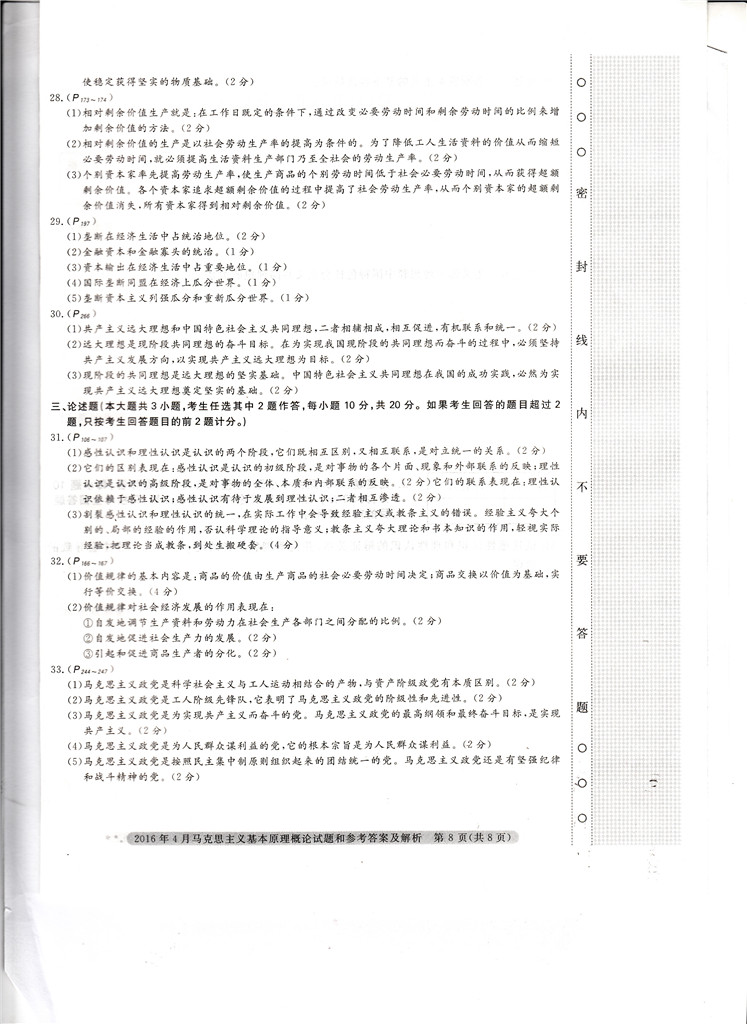 使稳定获得坚实的物质基础。(2分)
28.(P173~174)
(1)相对剩余价值生产就是:在工作日既定的条件下,通过改变必要劳动时间和剩余劳动时间的比例来增
加剩余价值的方法。(2分)
(2)相对剩余价值的生产是以社会劳动生产率的提高为条件的。为了降低工人生活资料的价值从而缩短
必要劳动时间,就必须提高生活资料生产部门乃至全社会的劳动生产率。(2分)
(3)个别资本家率先提高劳动生产率,使生产商品的个别劳动时间低于社会必要劳动时间,从而获得超额
剩余价值。各个资本家追求超额剩余价值的过程中提高了社会劳动生产率,从而个别资本家的超额剩
余价值消失,所有资本家得到相对剩余价值。(2分)
29.(P197)
(1)垄断在经济生活中占统治地位。(2分)
(2)金融资本和金融寡头的统治。(1分)
(3)资本输出在经济生活中占重要地位。(1分)
(4)国际垄断同盟在经济上瓜分世界。(1分)
(5)垄断资本主义列强瓜分和重新瓜分世界。(1分)
30.(P266)
(1)共产主义远大理想和中国特色社会主义共同理想,二者相辅相成,相互促进,有机联系和统一。(2分)
(2)远大理想是现阶段共同理想的奋斗目标。在为实现我国现阶段的共同理想而奋斗的过程中,必须坚持
共产主义发展方向,以实现共产主义远大理想为目标。(2分)
(3)现阶段的共同理想是远大理想的坚实基础。中国特色社会主义共同理想在我国的成功实践,必然为实
现共产主义远大理想奠定坚实的基础。(2分)
三、论述题(本大题共3小题,考生任选其中2题作答,每小题10分,共20分。如果考生回答的题目超过2
题,只按考生回答题目的前2题计分。)
31.(P106~107)
(1)感性认识和理性认识是认识的两个阶段,它们既相互区别,又相互联系,是对立统一的关系。(2分)
(2)它们的区别表现在:感性认识是认识的初级阶段,是对事物的各个片面、现象和外部联系的反映;理性
认识是认识的高级阶段,是对事物的全体、本质和内部联系的反映。(2分)它们的联系表现在:理性认
识依赖于感性认识;感性认识有待于发展到理性认识;二者相互渗透。(2分)
(3)割裂感性认识和理性认识的统一,在实际工作中会导致经验主义或教条主义的错误。经验主义夸大个
别的、局部的经验的作用,否认科学理论的指导意义;教条主义夸大理论和书本知识的作用,轻视实际
经验,把理论当成教条,到处生搬硬套。(4分)
32.(P166~167)
(1)价值规律的基本内容是:商品的价值由生产商品的社会必要劳动时间决定;商品交换以价值为基础,实
行等价交换。(4分)
(2)价值规律对社会经济发展的作用表现在:
①自发地调节生产资料和劳动力在社会生产各部门之间分配的比例。(2分)
②自发地促进社会生产力的发展。(2分)
③引起和促进商品生产者的分化。(2分)
33.(P244~247)
(1)马克思主义政党是科学社会主义与工人运动相结合的产物,与资产阶级政党有本质区别。(2分)
(2)马克思主义政党是工人阶级先锋队,它表明了马克思主义政党的阶级性和先进性。(2分)
(3)马克思主义政党是为实现共产主义而奋斗的党。马克思主义政党的最高纲领和最终奋斗目标,是实现
共产主义。(2分)
(4)马克思主义政党是为人民群众谋利益的党,它的根本宗旨是为人民群众谋利益。(2分)
(5)马克思主义政党是按照民主集中制原则组织起来的团结统一的党。马克思主义政党还是有坚强纪律
和战斗精神的党。(2分)
2016年4月马克思主义基本原理概论试题和参考答案及解析 第8页(共8页)
密
封
线
内
不
要
答
题